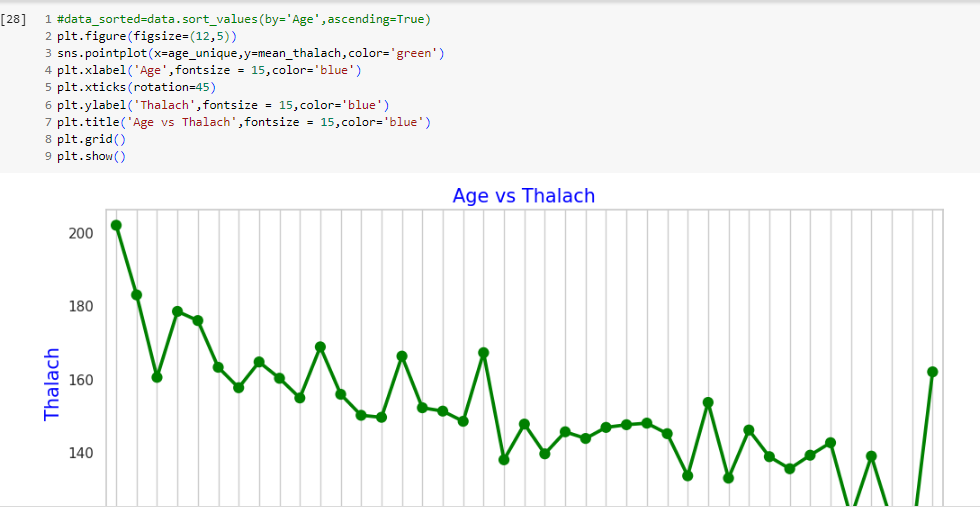 [28] 1 #data_sorted=data.sort_values(by='Age',ascending=True)
2 plt.figure(figsize=(12,5))
3 sns.pointplot(x=age_unique,y=mean_thalach,color='green')
4 plt.xlabel('Age',fontsize = 15,color='blue')
5 plt.xticks(rotation=45)
6 plt.ylabel('Thalach',fontsize = 15,color='blue')
7 plt.title('Age vs Thalach',fontsize = 15,color='blue')
8 plt.grid()
9 plt.show()
Age vs Thalach
200
180
160
140
Thalach